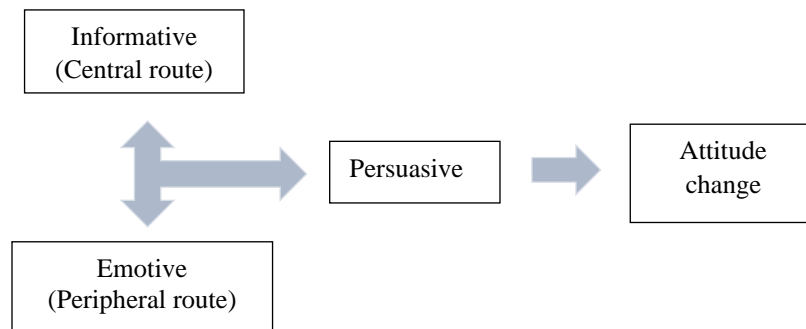 Informative
(Central route)
Persuasive
Attitude
change
Emotive
(Peripheral route)